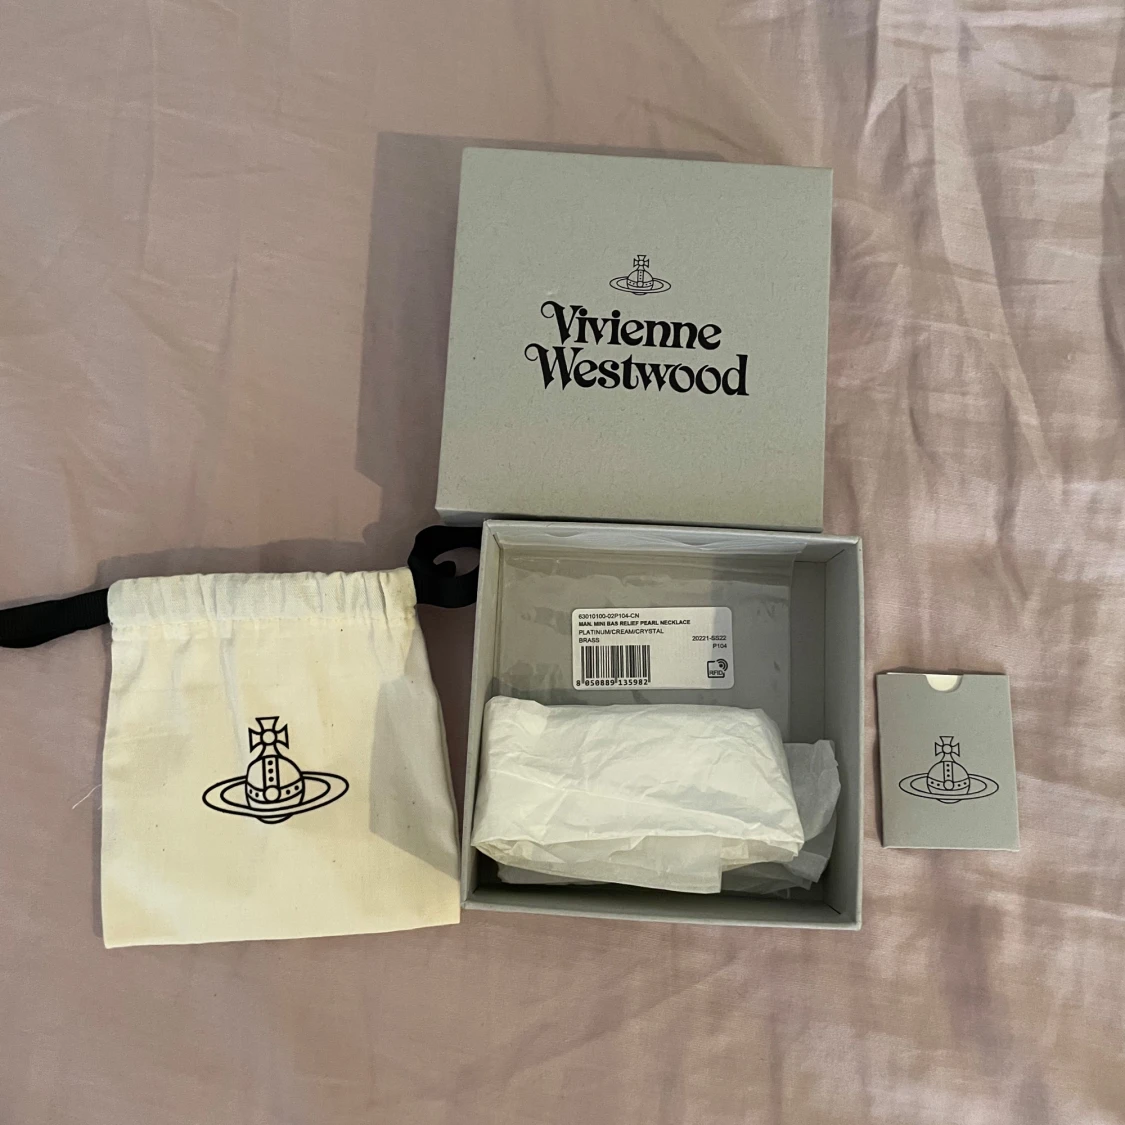 Vivienne
Westwood
63010100-02P104-CN
MAN. MINI BAS RELIEF PEARL NECKLACE
PLATINUM/CREAM/CRYSTAL
BRASS
20221-SS22
P104
RFID
8 050889 135982